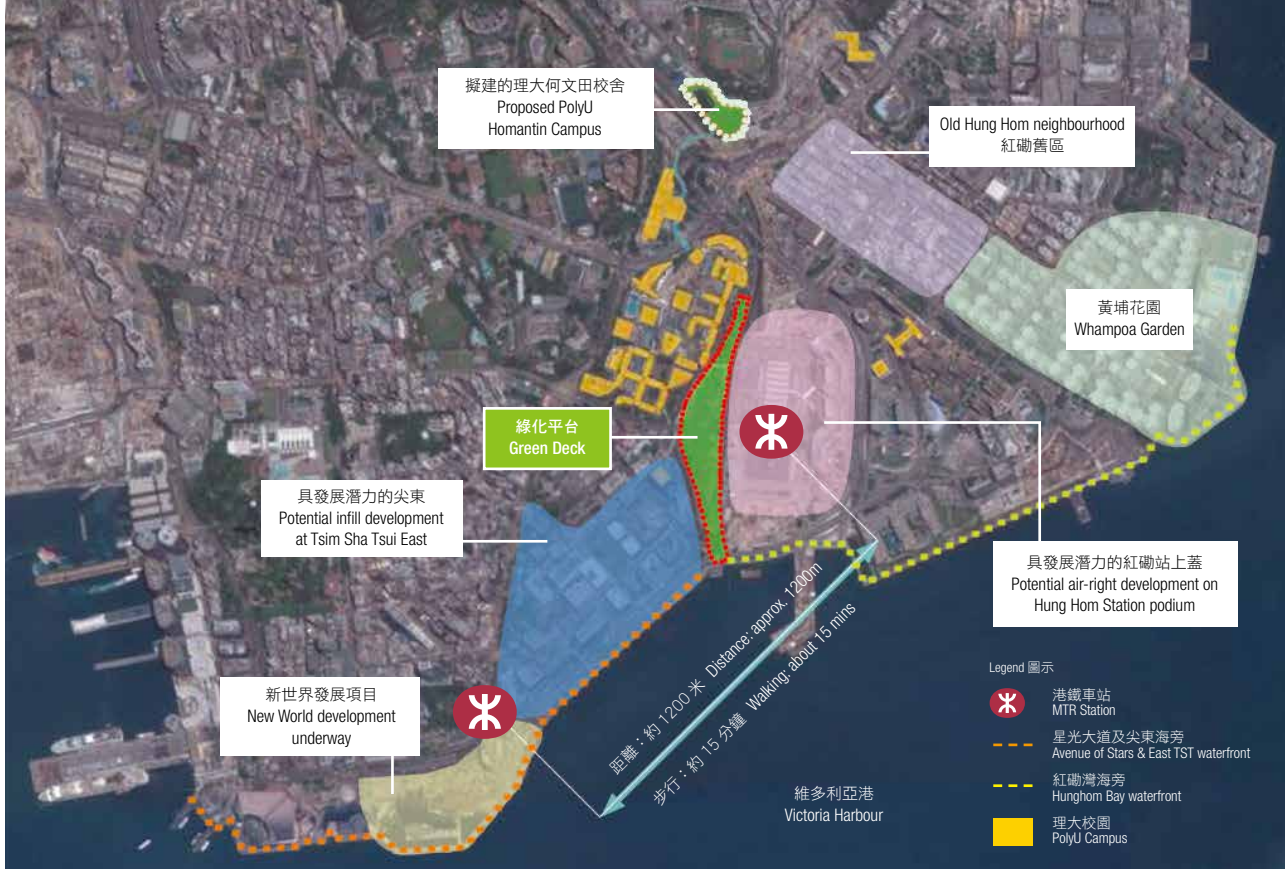 擬建的理大何文田校舍
Proposed PolyU
Homantin Campus
Old Hung Hom neighbourhood
紅磡舊區
黃埔花園
Whampoa Garden
綠化平台
Green Deck
具發展潛力的尖東
Potential infill development
at Tsim Sha Tsui East
具發展潛力的紅磡站上蓋
Potential air-right development on
Hung Hom Station podium
新世界發展項目
New World development
underway
距離：約 1200 米 Distance: approx. 1200m
步行：約 15 分鐘 Walking: about 15 mins
維多利亞港
Victoria Harbour
Legend 圖示
港鐵車站
MTR Station
星光大道及尖東海旁
Avenue of Stars & East TST waterfront
紅磡灣海旁
Hunghom Bay waterfront
理大校園
PolyU Campus